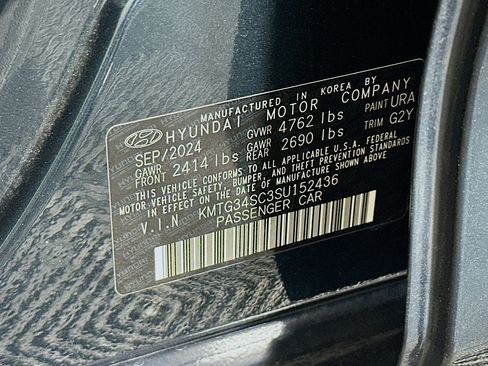 MANUFACTURED IN KOREA BY
HYUNDAI MOTOR COMPANY
SEP/2024 GVWR 4762 lbs PAINT URA
GAWR FRONT 2414 lbs GAWR REAR 2690 lbs TRIM G2Y
THIS VEHICLE CONFORMS TO ALL APPLICABLE U.S.A. FEDERAL
MOTOR VEHICLE SAFETY, BUMPER, AND THEFT PREVENTION STANDARDS
IN EFFECT ON THE DATE OF MANUFACTURE SHOWN ABOVE.
V.I.N KMTG34SC3SU152436
PASSENGER CAR